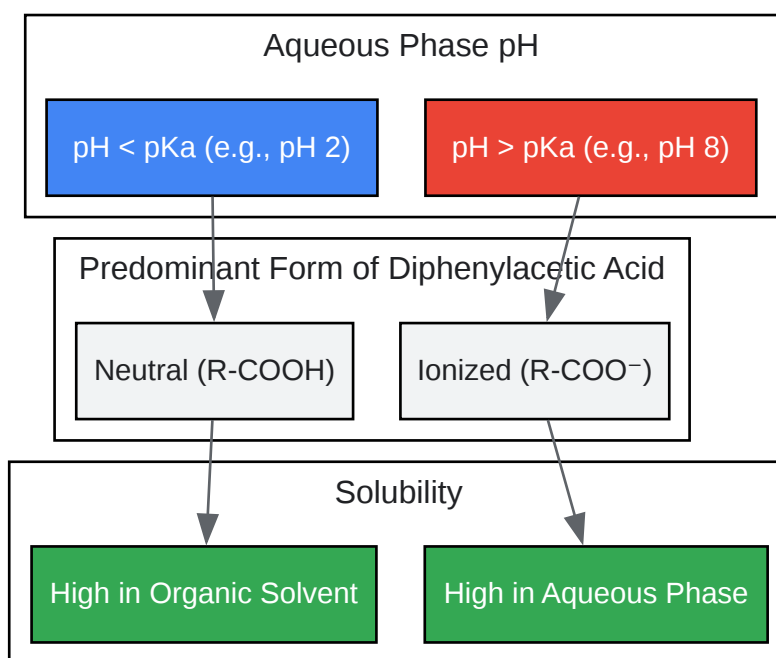 Aqueous Phase pH
pH < pKa (e.g., pH 2)
pH > pKa (e.g., pH 8)
Predominant Form of Diphenylacetic Acid
Neutral (R-COOH)
Ionized (R-COO⁻)
Solubility
High in Organic Solvent
High in Aqueous Phase